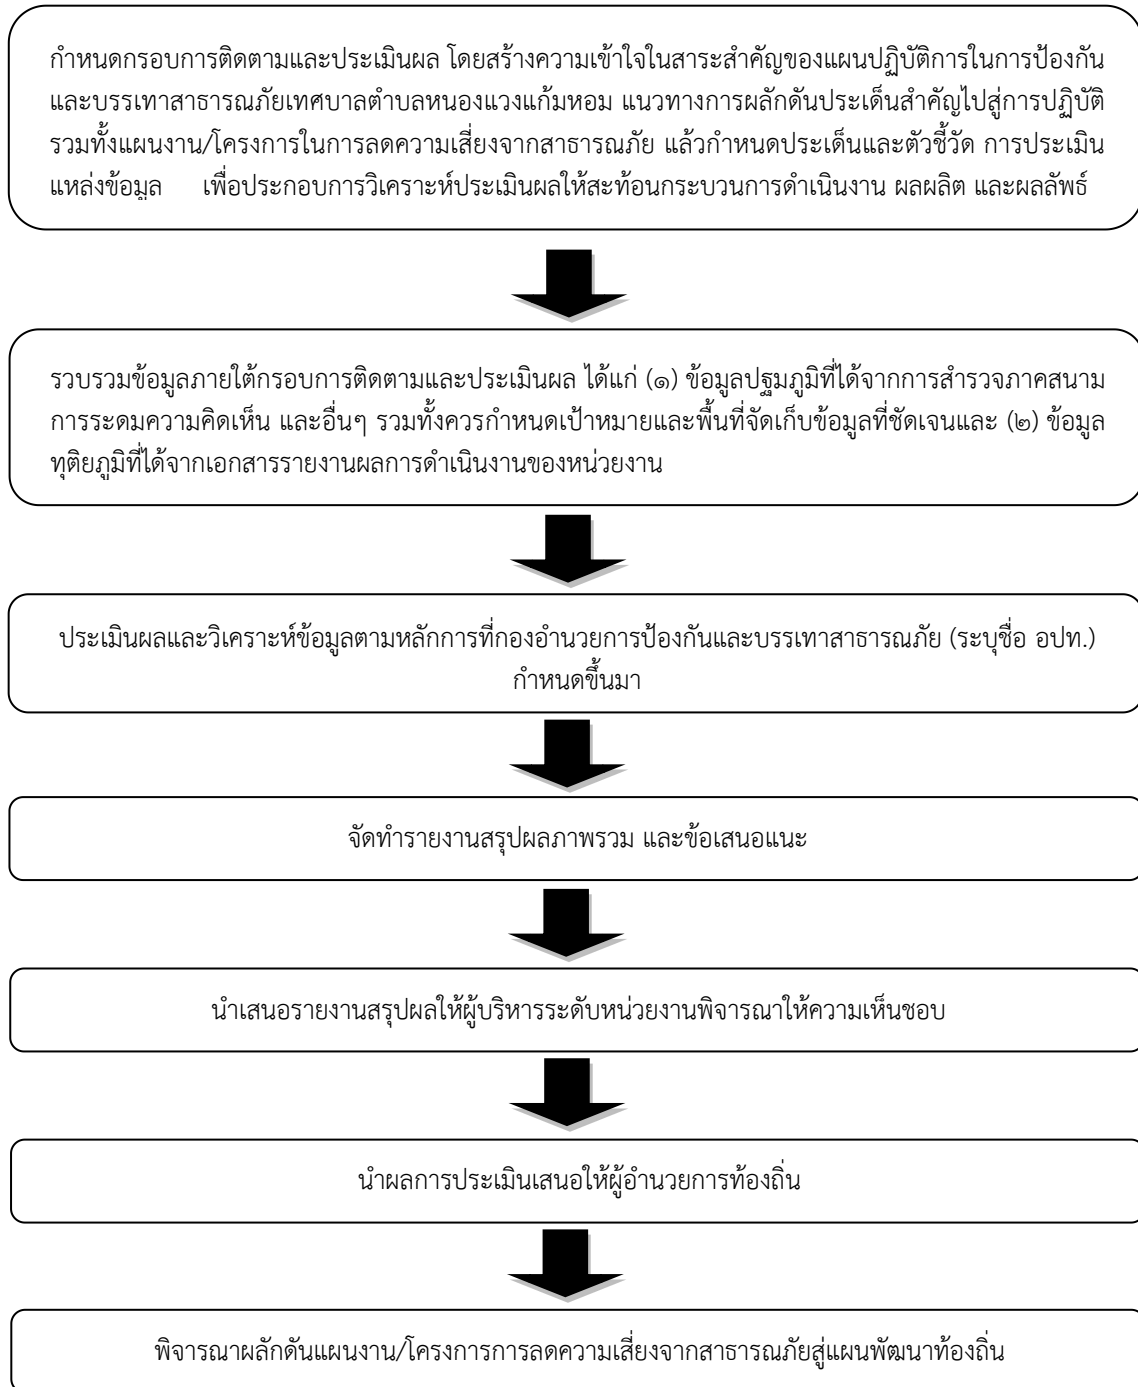 กำหนดกรอบการติดตามและประเมินผล โดยสร้างความเข้าใจในสาระสำคัญของแผนปฏิบัติการในการป้องกัน
และบรรเทาสาธารณภัยเทศบาลตำบลหนองแวงแก้มหอม แนวทางการผลักดันประเด็นสำคัญไปสู่การปฏิบัติ
รวมทั้งแผนงาน/โครงการในการลดความเสี่ยงจากสาธารณภัย แล้วกำหนดประเด็นและตัวชี้วัด การประเมิน
แหล่งข้อมูล เพื่อประกอบการวิเคราะห์ประเมินผลให้สะท้อนกระบวนการดำเนินงาน ผลผลิต และผลลัพธ์
รวบรวมข้อมูลภายใต้กรอบการติดตามและประเมินผล ได้แก่ (๑) ข้อมูลปฐมภูมิที่ได้จากการสำรวจภาคสนาม
การระดมความคิดเห็น และอื่นๆ รวมทั้งควรกำหนดเป้าหมายและพื้นที่จัดเก็บข้อมูลที่ชัดเจนและ (๒) ข้อมูล
ทุติยภูมิที่ได้จากเอกสารรายงานผลการดำเนินงานของหน่วยงาน
ประเมินผลและวิเคราะห์ข้อมูลตามหลักการที่กองอำนวยการป้องกันและบรรเทาสาธารณภัย (ระบุชื่อ อปท.)
กำหนดขึ้นมา
จัดทำรายงานสรุปผลภาพรวม และข้อเสนอแนะ
นำเสนอรายงานสรุปผลให้ผู้บริหารระดับหน่วยงานพิจารณาให้ความเห็นชอบ
นำผลการประเมินเสนอให้ผู้อำนวยการท้องถิ่น
พิจารณาผลักดันแผนงาน/โครงการการลดความเสี่ยงจากสาธารณภัยสู่แผนพัฒนาท้องถิ่น